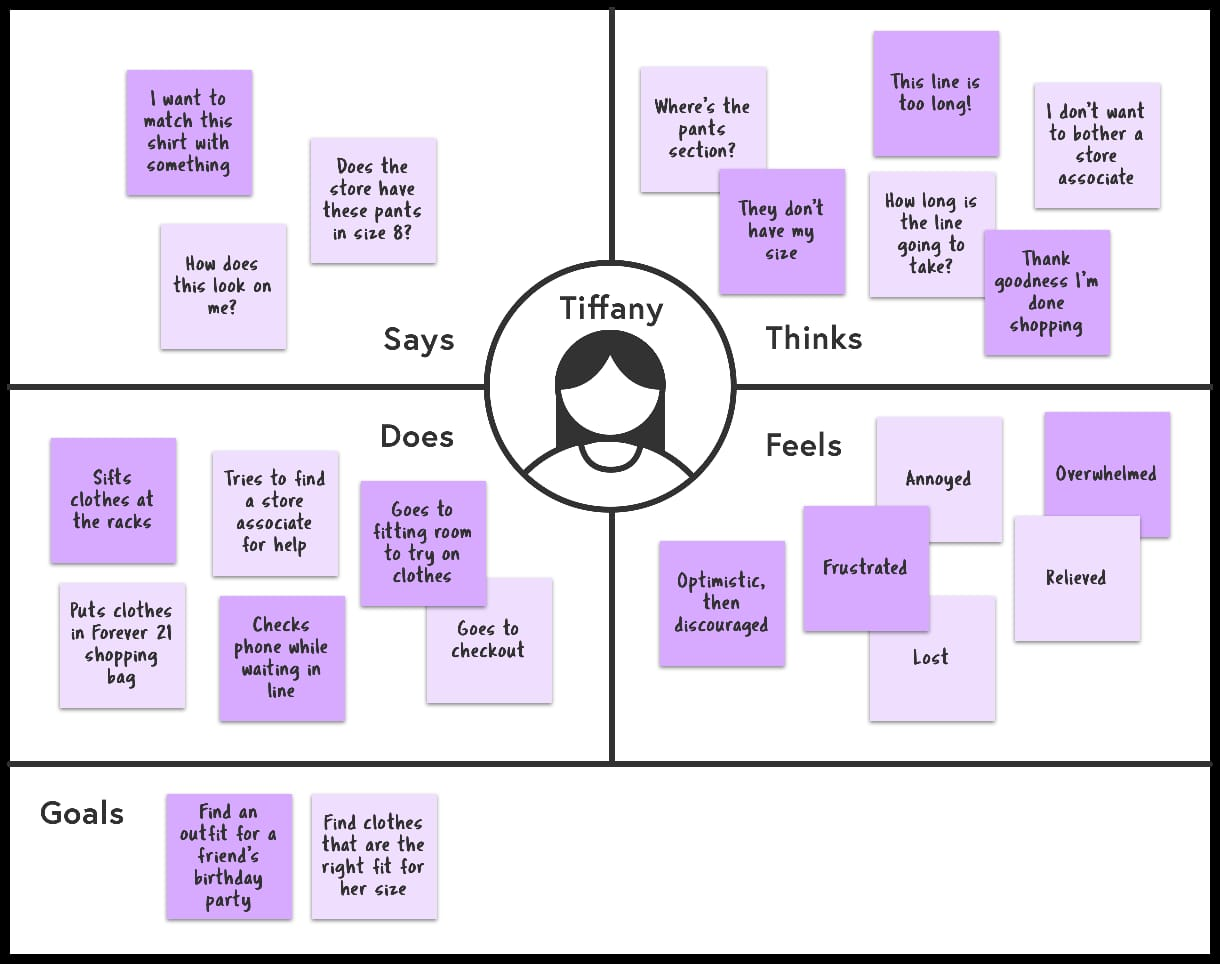 I want to
match this
shirt with
something
Does the
store have
these pants
in size 8?
How does
this look on
me?
Says
Where's the
pants
section?
This line is
too long!
I don't want
to bother a
store
associate
They don't
have my
size
How long is
the line
going to
take?
Thank
goodness I'm
done
shopping
Thinks
Tiffany
Does
Sifts
clothes at
the racks
Tries to find
a store
associate
for help
Goes to
fitting room
to try on
clothes
Puts clothes
in Forever 21
shopping
bag
Checks
phone while
waiting in
line
Goes to
checkout
Feels
Annoyed
Overwhelmed
Frustrated
Optimistic,
then
discouraged
Relieved
Lost
Goals
Find an
outfit for a
friend's
birthday
party
Find clothes
that are the
right fit for
her size